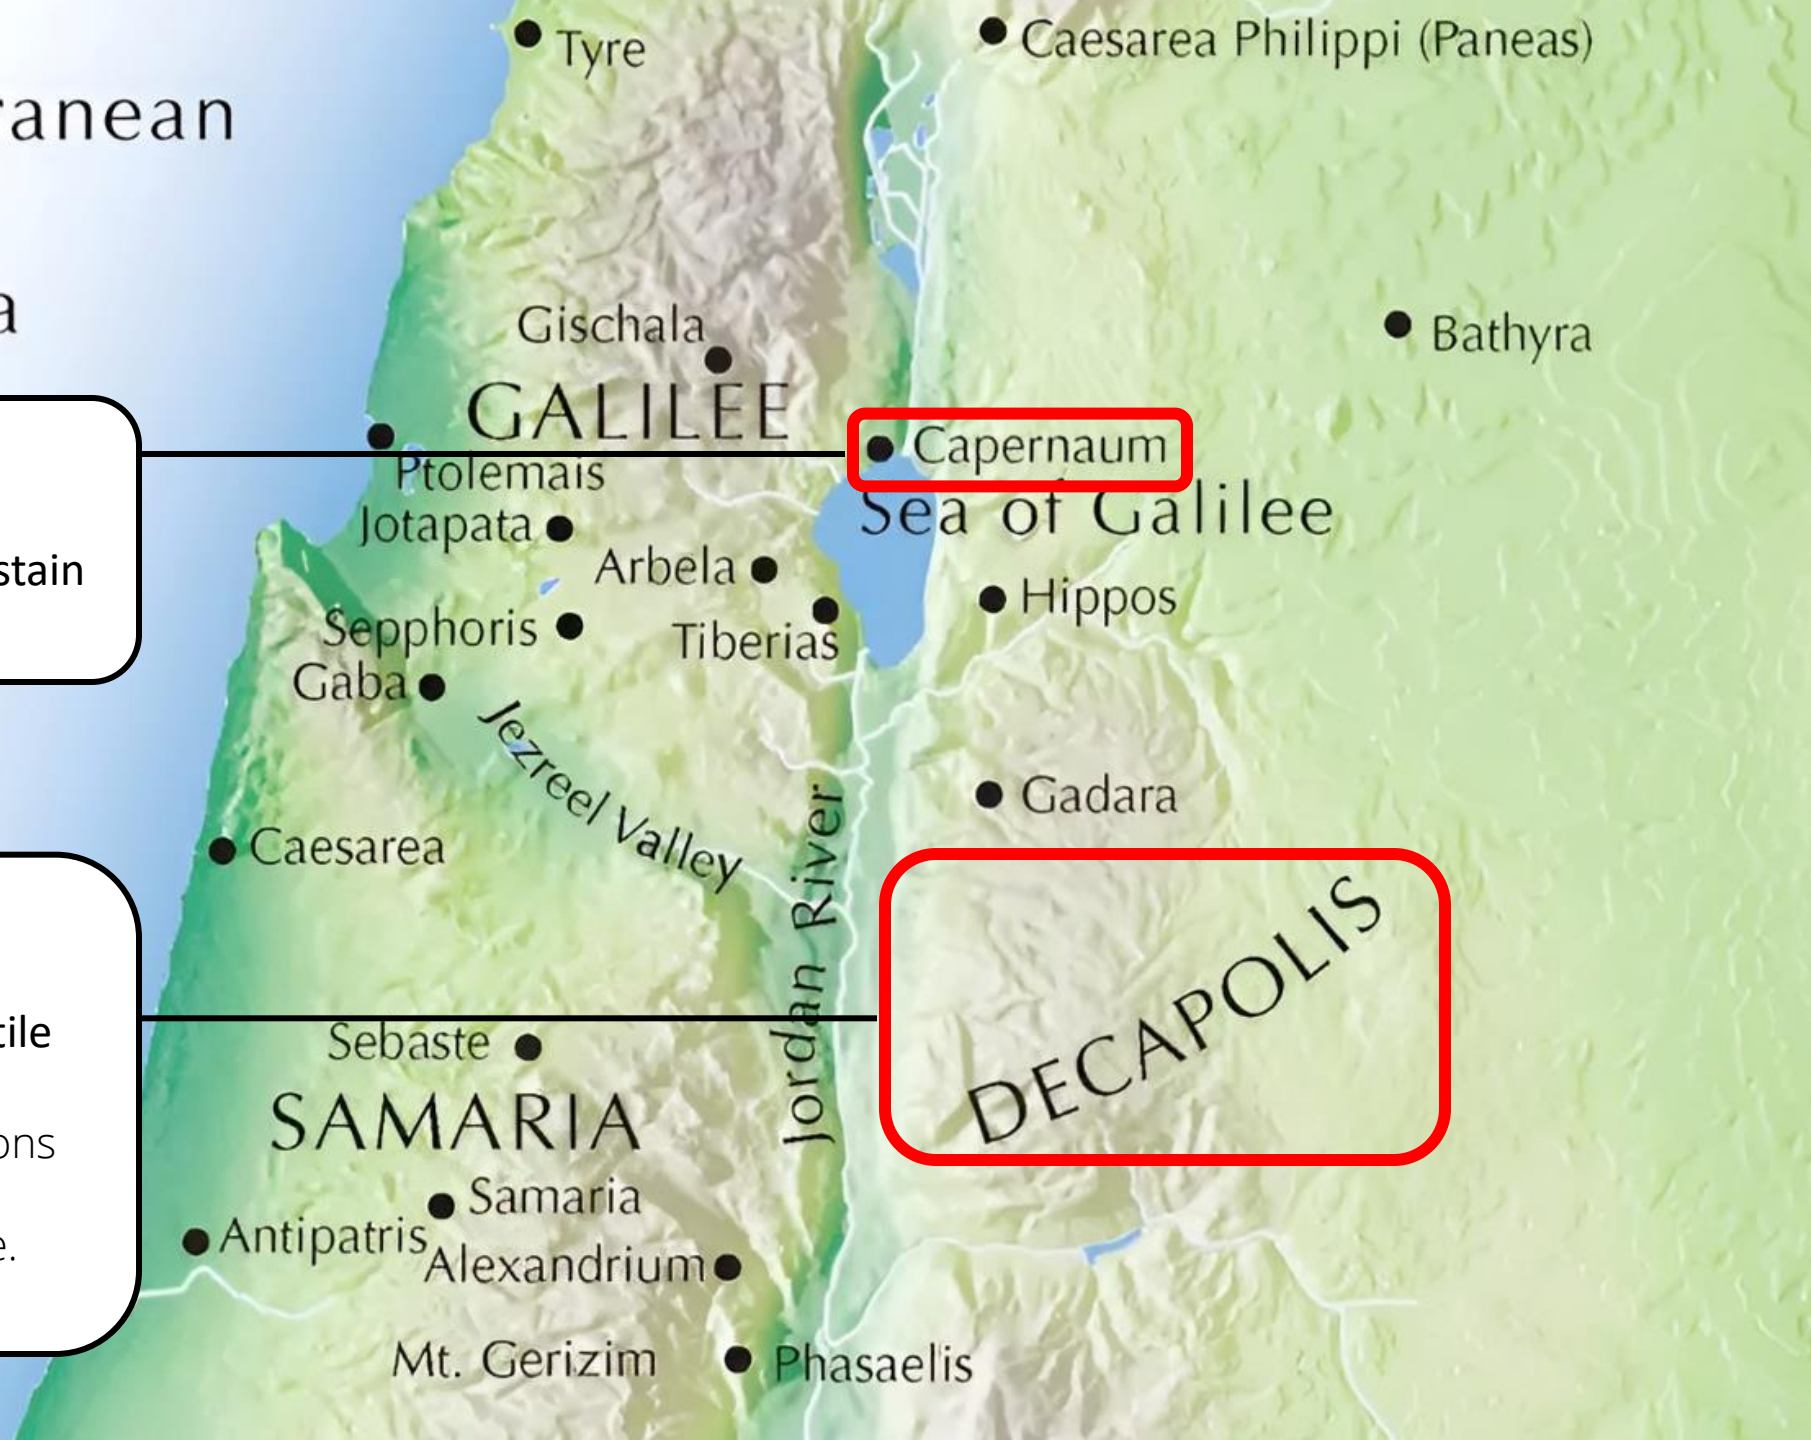 Tyre
Caesarea Philippi (Paneas)
ranean
a
Gischala
Bathyra
GALILEE
Capernaum
Ptolemais
Sea of Galilee
Jotapata
Arbela
stain
Hippos
Sepphoris
Tiberias
Gaba
Jezreel Valley
Gadara
Caesarea
Jordan River
DECAPOLIS
tile
Sebaste
SAMARIA
ons
Samaria
Antipatris
e.
Alexandrium
Mt. Gerizim
Phasaelis